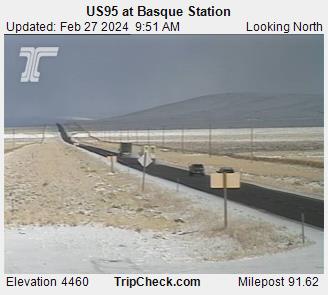 US95 at Basque Station
Updated: Feb 27 2024 9:51 AM Looking North
Elevation 4460 TripCheck.com Milepost 91.62